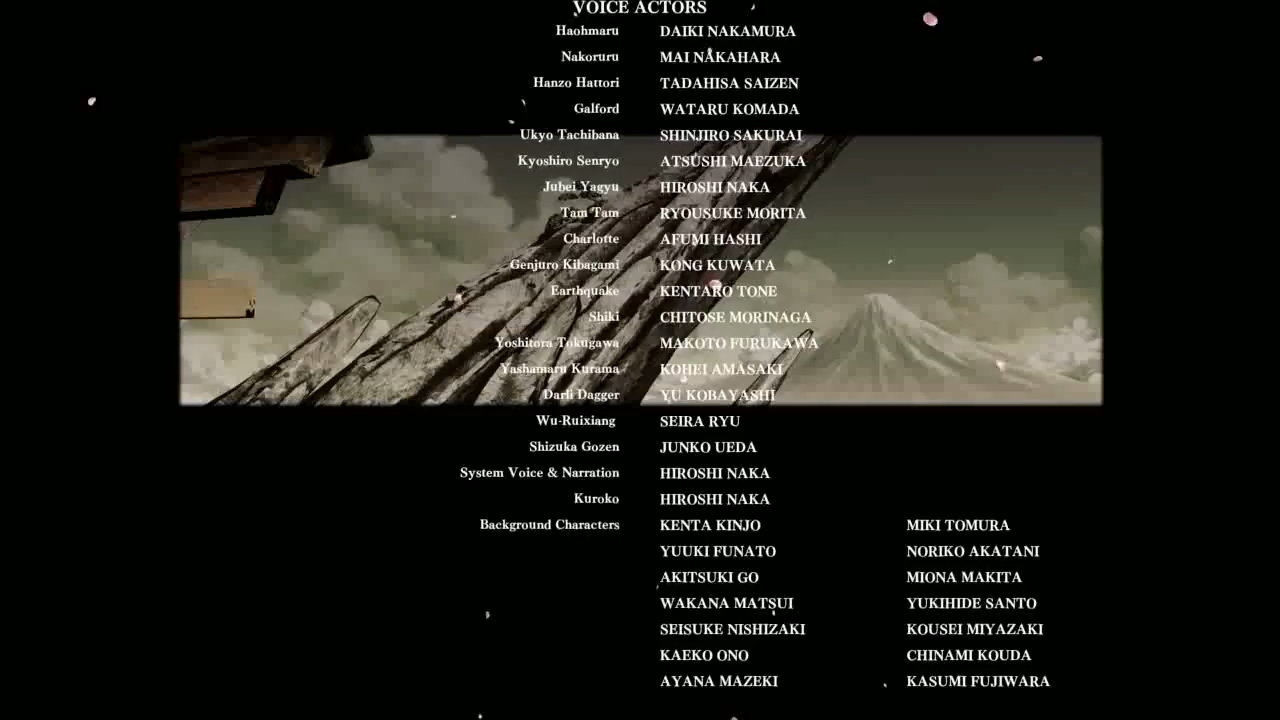 VOICE ACTORS
Haohmaru DAIKI NAKAMURA
Nakoruru MAI NAKAHARA
Hanzo Hattori TADAHISA SAIZEN
Galford WATARU KOMADA
Ukyo Tachibana SHINJIRO SAKURAI
Kyoshiro Senryo ATSUSHI MAEZUKA
Jubei Yagyu HIROSHI NAKA
Tam Tam RYOUSUKE MORITA
Charlotte AFUMI HASHI
Genjuro Kibagami KONG KUWATA
Earthquake KENTARO TONE
Shiki CHITOSE MORINAGA
Yoshitora Tokugawa MAKOTO FURUKAWA
Yashamaru Kurama KOHEI AMASAKI
Darli Dagger YU KOBAYASHI
Wu-Ruixiang SEIRA RYU
Shizuka Gozen JUNKO UEDA
System Voice & Narration HIROSHI NAKA
Kuroko HIROSHI NAKA
Background Characters KENTA KINJO MIKI TOMURA
YUUKI FUNATO NORIKO AKATANI
AKITSUKI GO MIONA MAKITA
WAKANA MATSUI YUKIHIDE SANTO
SEISUKE NISHIZAKI KOUSEI MIYAZAKI
KAEKO ONO CHINAMI KOUDA
AYANA MAZEKI KASUMI FUJIWARA